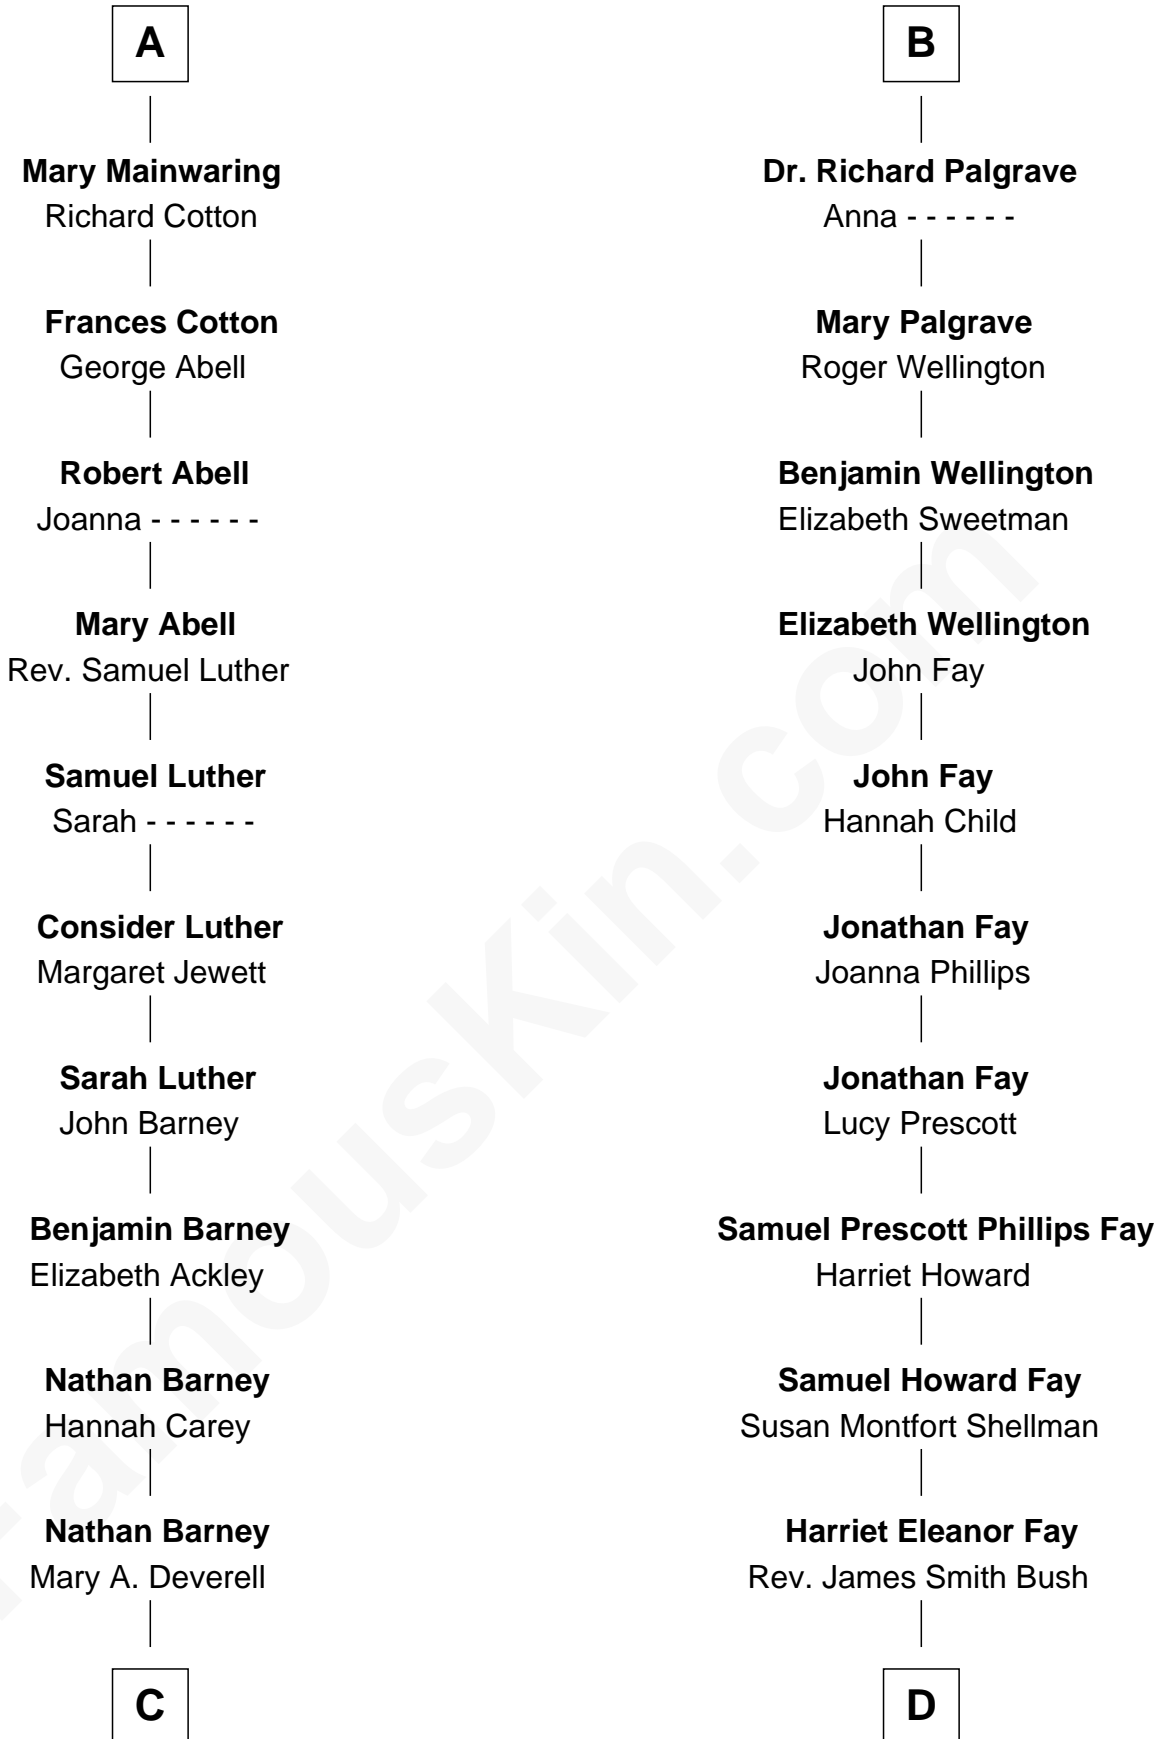 A
Mary Mainwaring
Richard Cotton
Frances Cotton
George Abell
Robert Abell
Joanna - - - - - -
Mary Abell
Rev. Samuel Luther
Samuel Luther
Sarah - - - - - -
Consider Luther
Margaret Jewett
Sarah Luther
John Barney
Benjamin Barney
Elizabeth Ackley
Nathan Barney
Hannah Carey
Nathan Barney
Mary A. Deverell
C
B
Dr. Richard Palgrave
Anna - - - - - -
Mary Palgrave
Roger Wellington
Benjamin Wellington
Elizabeth Sweetman
Elizabeth Wellington
John Fay
John Fay
Hannah Child
Jonathan Fay
Joanna Phillips
Jonathan Fay
Lucy Prescott
Samuel Prescott Phillips Fay
Harriet Howard
Samuel Howard Fay
Susan Montfort Shellman
Harriet Eleanor Fay
Rev. James Smith Bush
D
FamousKin.com